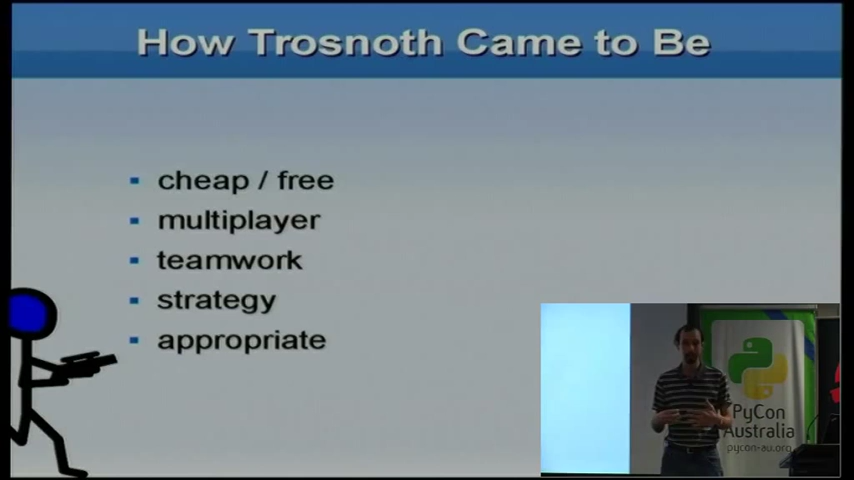 How Trosnoth Came to Be
cheap / free
multiplayer
teamwork
strategy
appropriate
PyCon
Australia
pycon-au.org